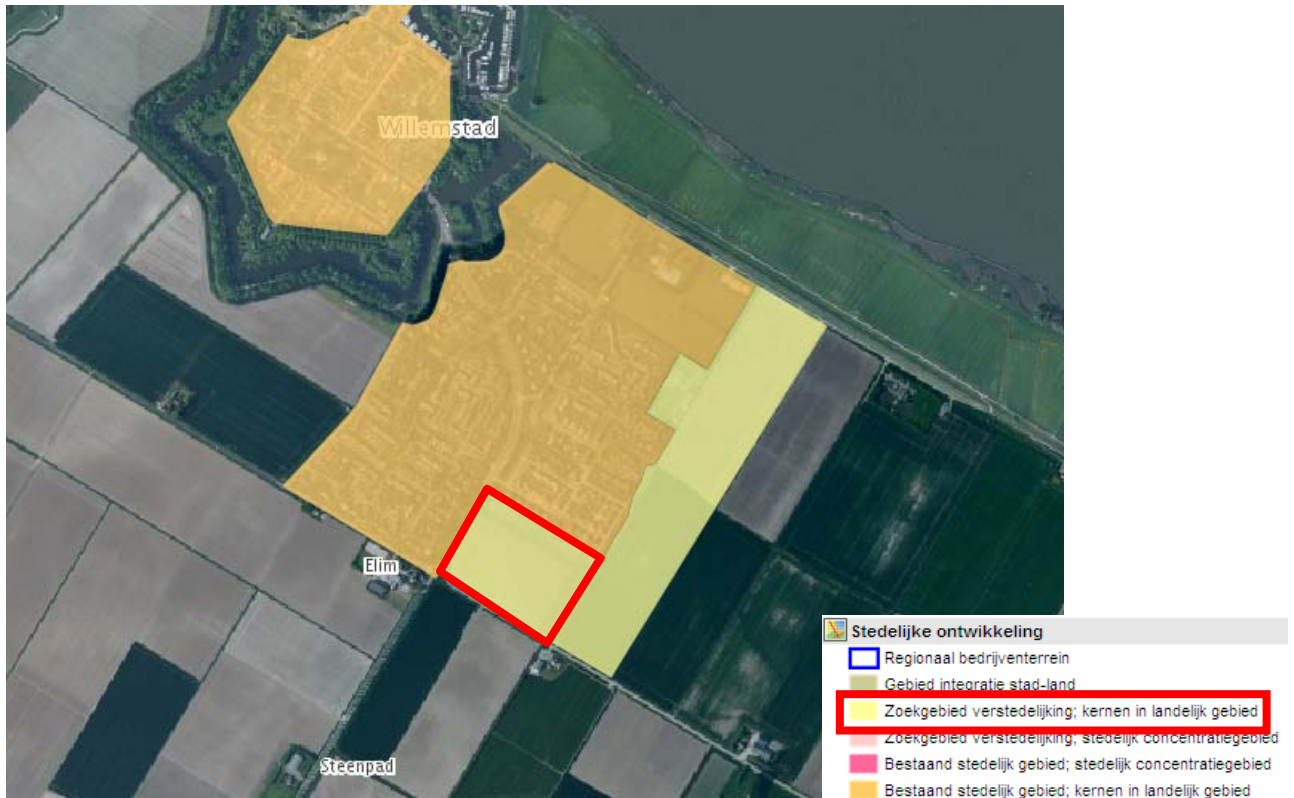 Willemstad
Elim
Steenpad
Stedelijke ontwikkeling
Regionaal bedrijventerrein
Gebied integratie stad-land
Zoekgebied verstedelijking; kernen in landelijk gebied
Zoekgebied verstedelijking; stedelijk concentratiegebied
Bestaand stedelijk gebied; stedelijk concentratiegebied
Bestaand stedelijk gebied; kernen in landelijk gebied